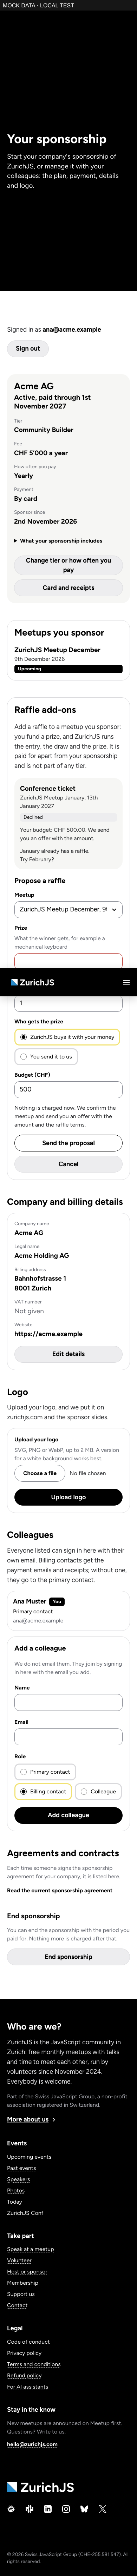 MOCK DATA · LOCAL TEST
Your sponsorship
Start your company's sponsorship of
ZurichJS, or manage it with your
colleagues: the plan, payment, details
and logo.
Signed in as ana@acme.example
Sign out
Acme AG
Active, paid through 1st
November 2027
Tier
Community Builder
Fee
CHF 5'000 a year
How often you pay
Yearly
Payment
By card
Sponsor since
2nd November 2026
What your sponsorship includes
Change tier or how often you
pay
Card and receipts
Meetups you sponsor
ZurichJS Meetup December
9th December 2026
Upcoming
Raffle add-ons
Add a raffle to a meetup you sponsor:
you fund a prize, and ZurichJS runs
the entry, the draw and the prize. It is
paid for apart from your sponsorship
and is not part of any tier.
Conference ticket
ZurichJS Meetup January, 13th
January 2027
Declined
Your budget: CHF 500.00. We send
you an offer with the amount.
January already has a raffle.
Try February?
Propose a raffle
Meetup
ZurichJS Meetup December, 9
Prize
What the winner gets, for example a
mechanical keyboard
ZurichJS
1
Who gets the prize
ZurichJS buys it with your money
You send it to us
Budget (CHF)
500
Nothing is charged now. We confirm the
meetup and send you an offer with the
amount and the raffle terms.
Send the proposal
Cancel
Company and billing details
Company name
Acme AG
Legal name
Acme Holding AG
Billing address
Bahnhofstrasse 1
8001 Zurich
VAT number
Not given
Website
https://acme.example
Edit details
Logo
Upload your logo, and we put it on
zurichjs.com and the sponsor slides.
Upload your logo
SVG, PNG or WebP, up to 2 MB. A version
for a white background works best.
Choose a file
No file chosen
Upload logo
Colleagues
Everyone listed can sign in here with their
own email. Billing contacts get the
payment emails and receipts; without one,
they go to the primary contact.
Ana Muster You
Primary contact
ana@acme.example
Add a colleague
We do not email them. They join by signing
in here with the email you add.
Name
Email
Role
Primary contact
Billing contact
Colleague
Add colleague
Agreements and contracts
Each time someone signs the sponsorship
agreement for your company, it is listed here.
Read the current sponsorship agreement
End sponsorship
You can end the sponsorship with the period you
paid for. Nothing more is charged after that.
End sponsorship
Who are we?
ZurichJS is the JavaScript community in
Zurich: free monthly meetups with talks
and time to meet each other, run by
volunteers since November 2024.
Everybody is welcome.
Part of the Swiss JavaScript Group, a non-profit
association registered in Switzerland.
More about us
Events
Upcoming events
Past events
Speakers
Photos
Today
ZurichJS Conf
Take part
Speak at a meetup
Volunteer
Host or sponsor
Membership
Support us
Contact
Legal
Code of conduct
Privacy policy
Terms and conditions
Refund policy
For AI assistants
Stay in the know
New meetups are announced on Meetup first.
Questions? Write to us.
hello@zurichjs.com
ZurichJS
© 2026 Swiss JavaScript Group (CHE-255.581.547). All
rights reserved.